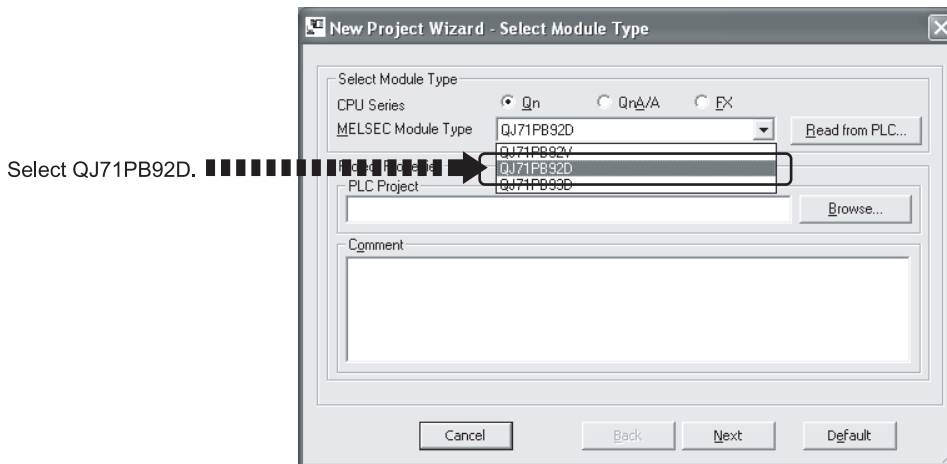 New Project Wizard - Select Module Type
Select Module Type
CPU Series Qn QnA/A FX
MELSEC Module Type QJ71PB92D Read from PLC...
QJ71PB92V
Select QJ71PB92D. QJ71PB92D
QJ71PB93D
PLC Project
Browse...
Comment
Cancel Back Next Default